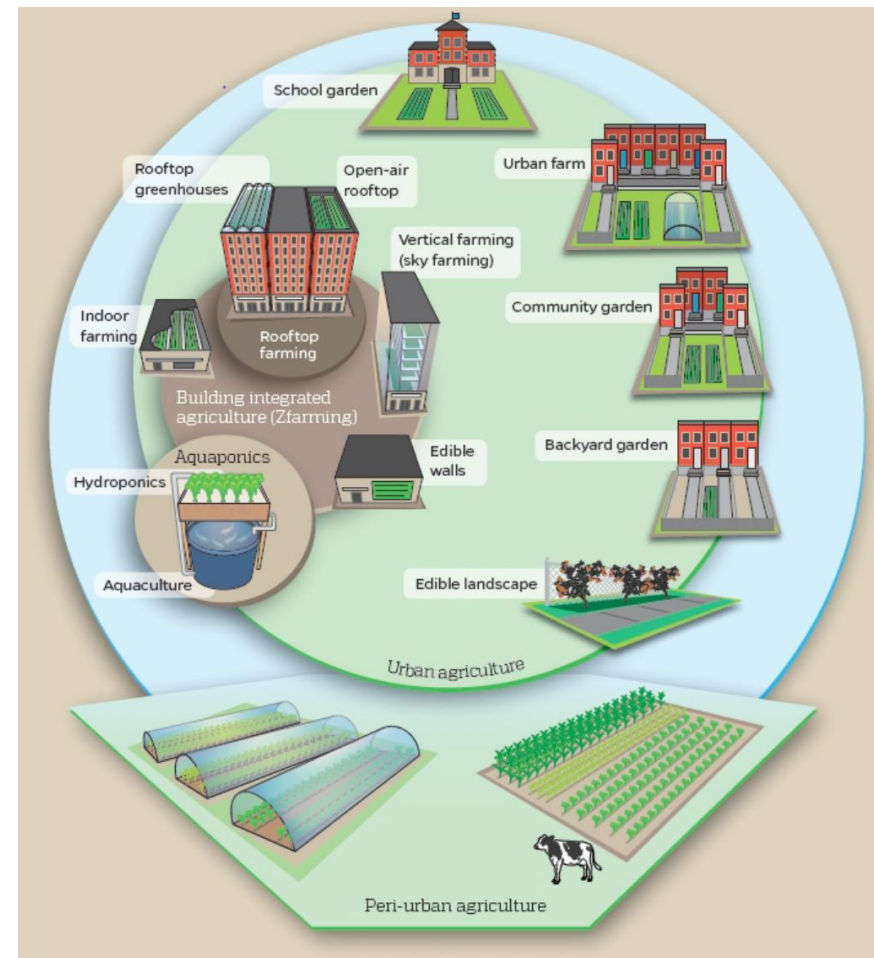 School garden
Rooftop
greenhouses
Open-air
rooftop
Urban farm
Vertical farming
(sky farming)
Indoor
farming
Rooftop
farming
Community garden
Building integrated
agriculture (Zfarming)
Aquaponics
Edible
walls
Backyard garden
Hydroponics
Aquaculture
Edible landscape
Urban agriculture
Peri-urban agriculture